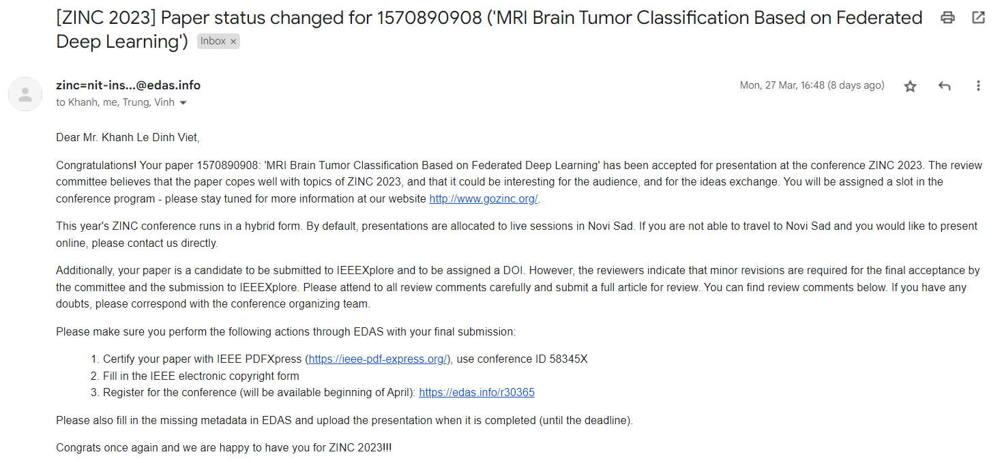 [ZINC 2023] Paper status changed for 1570890908 ('MRI Brain Tumor Classification Based on Federated
Deep Learning') Inbox ×
zinc=nit-ins...@edas.info
Mon, 27 Mar, 16:48 (8 days ago)
to Khanh, me, Trung, Vinh
Dear Mr. Khanh Le Dinh Viet,
Congratulations! Your paper 1570890908: 'MRI Brain Tumor Classification Based on Federated Deep Learning' has been accepted for presentation at the conference ZINC 2023. The review
committee believes that the paper copes well with topics of ZINC 2023, and that it could be interesting for the audience, and for the ideas exchange. You will be assigned a slot in the
conference program - please stay tuned for more information at our website http://www.gozinc.org/.
This year's ZINC conference runs in a hybrid form. By default, presentations are allocated to live sessions in Novi Sad. If you are not able to travel to Novi Sad and you would like to present
online, please contact us directly.
Additionally, your paper is a candidate to be submitted to IEEEXplore and to be assigned a DOI. However, the reviewers indicate that minor revisions are required for the final acceptance by
the committee and the submission to IEEEXplore. Please attend to all review comments carefully and submit a full article for review. You can find review comments below. If you have any
doubts, please correspond with the conference organizing team.
Please make sure you perform the following actions through EDAS with your final submission:
1. Certify your paper with IEEE PDFXpress (https://ieee-pdf-express.org/), use conference ID 58345X
2. Fill in the IEEE electronic copyright form
3. Register for the conference (will be available beginning of April): https://edas.info/r30365
Please also fill in the missing metadata in EDAS and upload the presentation when it is completed (until the deadline).
Congrats once again and we are happy to have you for ZINC 2023!!!